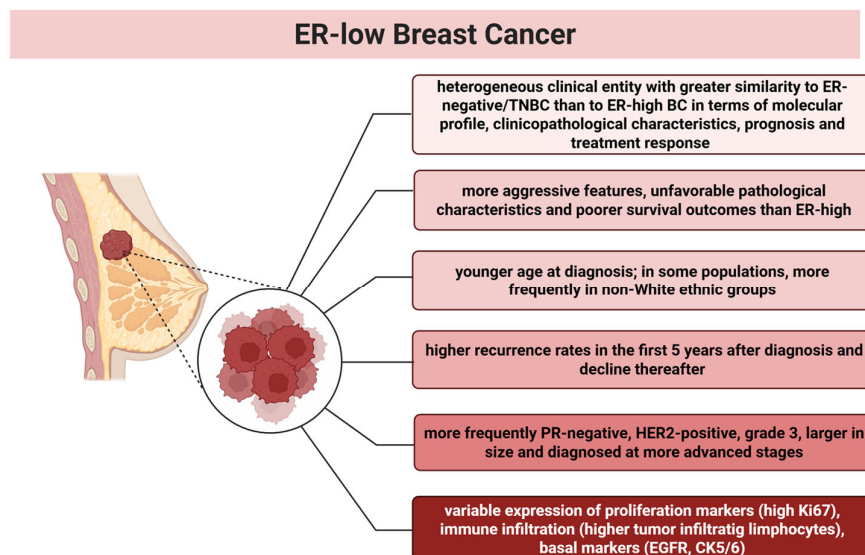 ER-low Breast Cancer
heterogeneous clinical entity with greater similarity to ER-
negative/TNBC than to ER-high BC in terms of molecular
profile, clinicopathological characteristics, prognosis and
treatment response
more aggressive features, unfavorable pathological
characteristics and poorer survival outcomes than ER-high
younger age at diagnosis; in some populations, more
frequently in non-White ethnic groups
higher recurrence rates in the first 5 years after diagnosis and
decline thereafter
more frequently PR-negative, HER2-positive, grade 3, larger in
size and diagnosed at more advanced stages
variable expression of proliferation markers (high Ki67),
immune infiltration (higher tumor infiltratig limphocytes),
basal markers (EGFR, CK5/6)